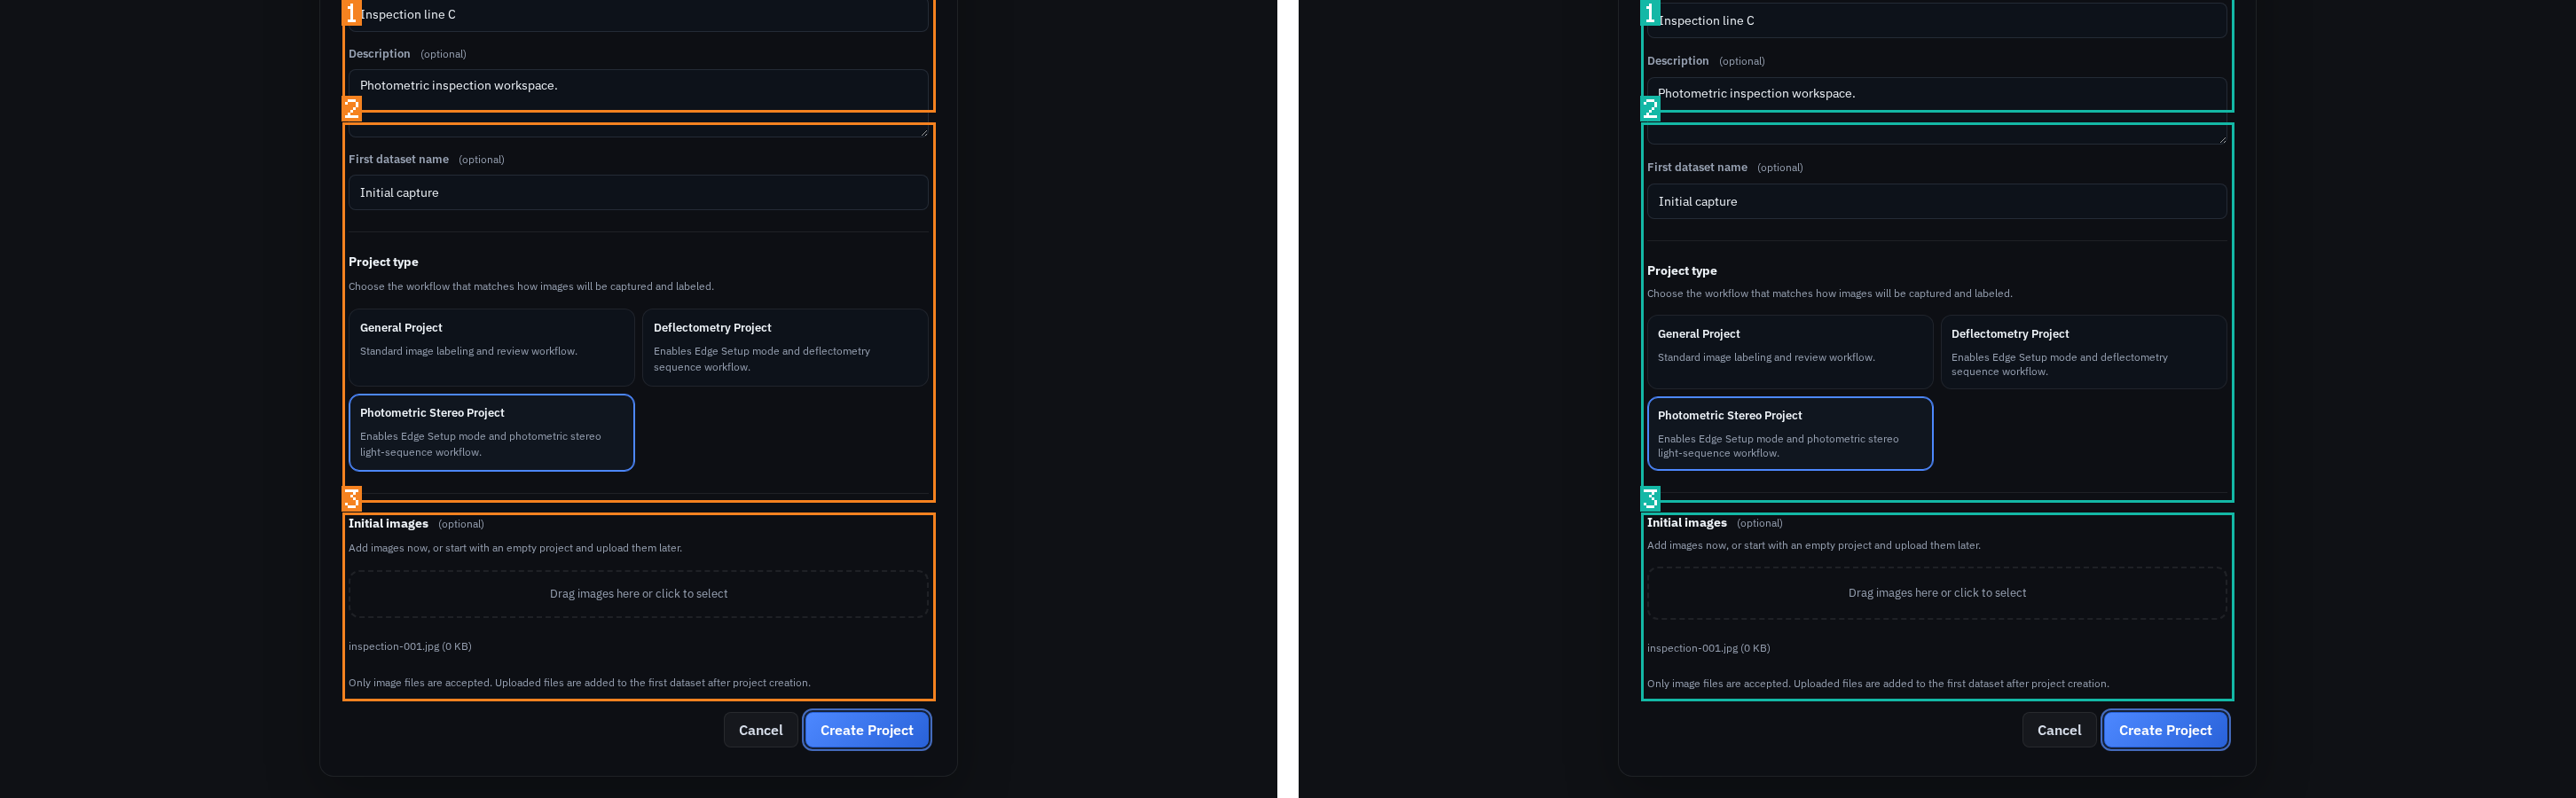 1
Inspection line C
Description (optional)
Photometric inspection workspace.
2
First dataset name (optional)
Initial capture
Project type
Choose the workflow that matches how images will be captured and labeled.
General Project
Standard image labeling and review workflow.
Deflectometry Project
Enables Edge Setup mode and deflectometry
sequence workflow.
Photometric Stereo Project
Enables Edge Setup mode and photometric stereo
light-sequence workflow.
3
Initial images (optional)
Add images now, or start with an empty project and upload them later.
Drag images here or click to select
inspection-001.jpg (0 KB)
Only image files are accepted. Uploaded files are added to the first dataset after project creation.
Cancel
Create Project
1
Inspection line C
Description (optional)
Photometric inspection workspace.
2
First dataset name (optional)
Initial capture
Project type
Choose the workflow that matches how images will be captured and labeled.
General Project
Standard image labeling and review workflow.
Deflectometry Project
Enables Edge Setup mode and deflectometry
sequence workflow.
Photometric Stereo Project
Enables Edge Setup mode and photometric stereo
light-sequence workflow.
3
Initial images (optional)
Add images now, or start with an empty project and upload them later.
Drag images here or click to select
inspection-001.jpg (0 KB)
Only image files are accepted. Uploaded files are added to the first dataset after project creation.
Cancel
Create Project